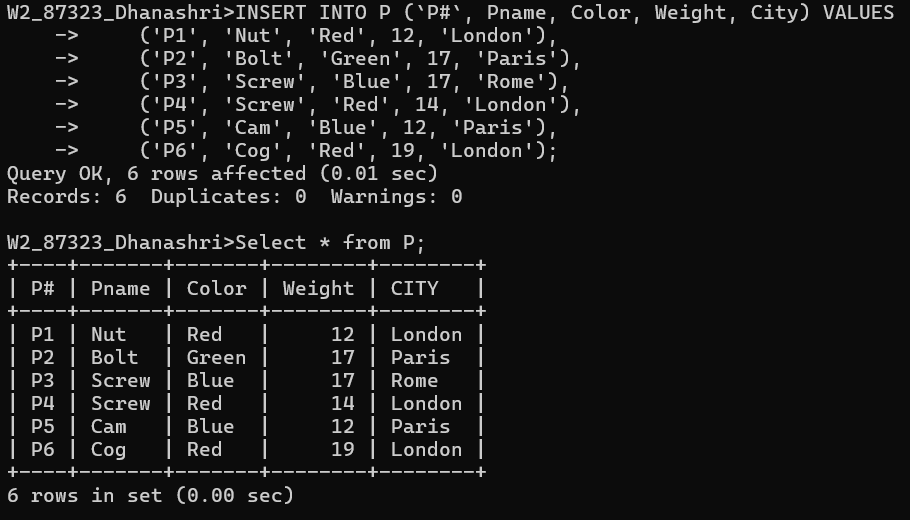 W2_87323_Dhanashri>INSERT INTO P (`P#`, Pname, Color, Weight, City) VALUES
    ->     ('P1', 'Nut', 'Red', 12, 'London'),
    ->     ('P2', 'Bolt', 'Green', 17, 'Paris'),
    ->     ('P3', 'Screw', 'Blue', 17, 'Rome'),
    ->     ('P4', 'Screw', 'Red', 14, 'London'),
    ->     ('P5', 'Cam', 'Blue', 12, 'Paris'),
    ->     ('P6', 'Cog', 'Red', 19, 'London');
Query OK, 6 rows affected (0.01 sec)
Records: 6  Duplicates: 0  Warnings: 0

W2_87323_Dhanashri>Select * from P;
+----+-------+-------+--------+--------+
| P# | Pname | Color | Weight | CITY   |
+----+-------+-------+--------+--------+
| P1 | Nut   | Red   |     12 | London |
| P2 | Bolt  | Green |     17 | Paris  |
| P3 | Screw | Blue  |     17 | Rome   |
| P4 | Screw | Red   |     14 | London |
| P5 | Cam   | Blue  |     12 | Paris  |
| P6 | Cog   | Red   |     19 | London |
+----+-------+-------+--------+--------+
6 rows in set (0.00 sec)